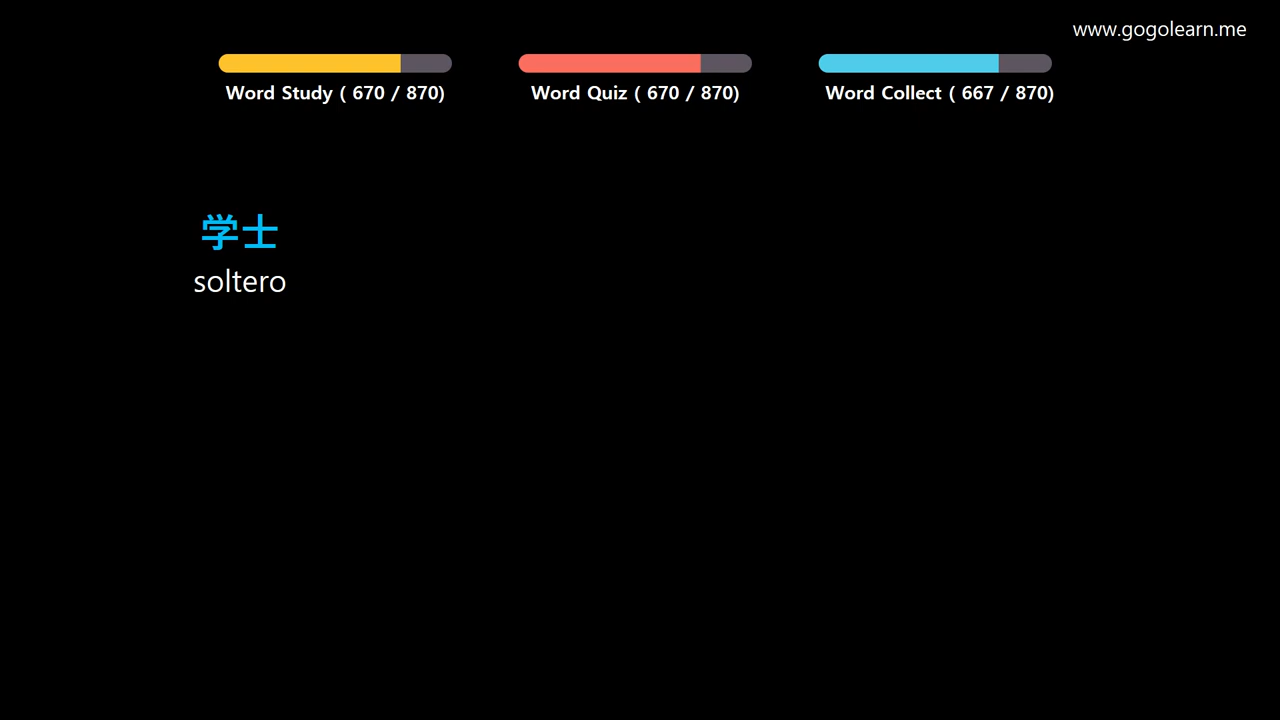 www.gogolearn.me
Word Study ( 670 / 870)
Word Quiz ( 670 / 870)
Word Collect ( 667 / 870)
学士
soltero